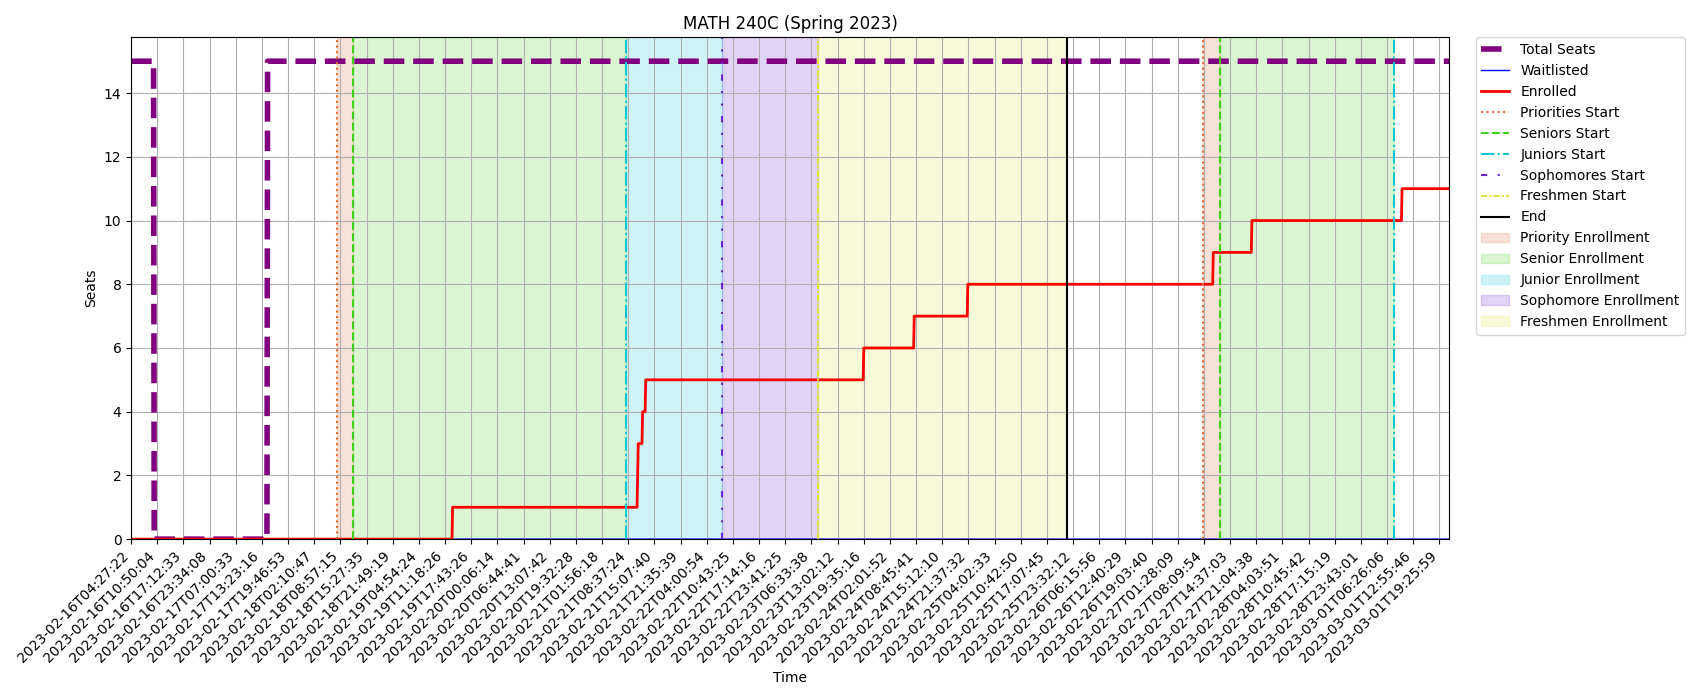 MATH 240C (Spring 2023)
Seats
14
12
10
8
6
4
2
0
2023-02-16T04:27:22
2023-02-16T10:50:04
2023-02-16T17:12:33
2023-02-16T23:34:08
2023-02-17T07:00:33
2023-02-17T13:23:16
2023-02-17T19:46:53
2023-02-18T02:10:47
2023-02-18T08:57:15
2023-02-18T15:27:35
2023-02-18T21:49:19
2023-02-19T04:54:24
2023-02-19T11:18:26
2023-02-19T17:43:26
2023-02-20T00:06:14
2023-02-20T06:44:41
2023-02-20T13:07:42
2023-02-20T19:32:28
2023-02-21T01:56:18
2023-02-21T08:37:24
2023-02-21T15:07:40
2023-02-21T21:35:39
2023-02-22T04:00:54
2023-02-22T10:43:25
2023-02-22T17:14:16
2023-02-22T23:41:25
2023-02-23T06:33:38
2023-02-23T13:02:12
2023-02-23T19:35:16
2023-02-24T02:01:52
2023-02-24T08:45:41
2023-02-24T15:12:10
2023-02-24T21:37:32
2023-02-25T04:02:33
2023-02-25T10:42:50
2023-02-25T17:07:45
2023-02-25T23:32:12
2023-02-26T06:15:56
2023-02-26T12:40:29
2023-02-26T19:03:40
2023-02-27T01:28:09
2023-02-27T08:09:54
2023-02-27T14:37:03
2023-02-27T21:04:38
2023-02-28T04:03:51
2023-02-28T10:45:42
2023-02-28T17:15:19
2023-02-28T23:43:01
2023-03-01T06:26:06
2023-03-01T12:55:46
2023-03-01T19:25:59
Time
Total Seats
Waitlisted
Enrolled
Priorities Start
Seniors Start
Juniors Start
Sophomores Start
Freshmen Start
End
Priority Enrollment
Senior Enrollment
Junior Enrollment
Sophomore Enrollment
Freshmen Enrollment